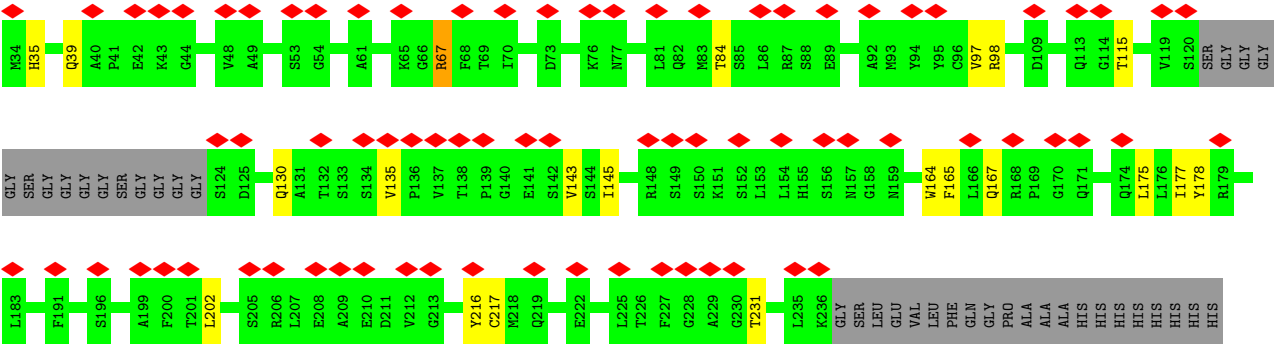 M34 H35 Q39 A40 P41 E42 K43 G44 V48 A49 S53 G54 A61 K65 G66 R67 F68 T69 I70 D73 K76 N77 L81 Q82 M83 T84 S85 L86 R87 S88 E89 A92 M93 Y94 Y95 C96 V97 R98 D109 Q113 G114 T115 V119 S120 SER GLY GLY GLY
GLY SER GLY GLY GLY GLY SER GLY GLY GLY GLY S124 D125 Q130 A131 T132 S133 S134 V135 P136 V137 T138 P139 G140 E141 S142 V143 S144 I145 R148 S149 S150 K151 S152 L153 L154 H155 S156 N157 G158 N159 W164 F165 L166 Q167 R168 P169 G170 Q171 Q174 L175 L176 I177 Y178 R179
L183 F191 S196 A199 F200 T201 L202 S205 R206 L207 E208 A209 E210 D211 V212 G213 Y216 C217 M218 Q219 E222 L225 T226 F227 G228 A229 G230 T231 L235 K236 GLY SER LEU GLU VAL LEU PHE GLN GLY PRO ALA ALA ALA HIS HIS HIS HIS HIS HIS HIS HIS